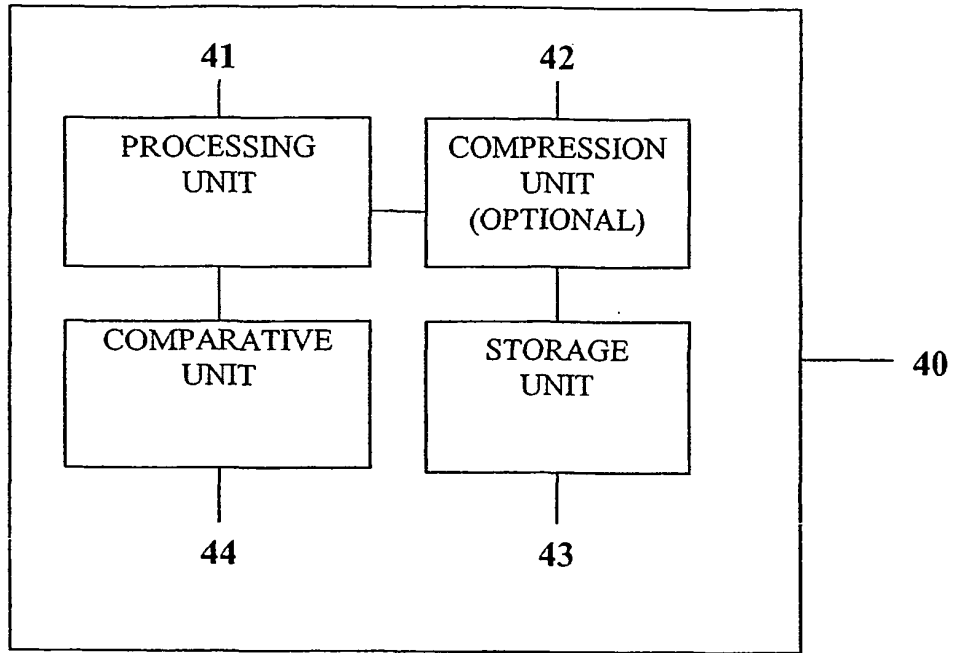 41
42
PROCESSING
UNIT
COMPRESSION
UNIT
(OPTIONAL)
COMPARATIVE
UNIT
STORAGE
UNIT
40
44
43